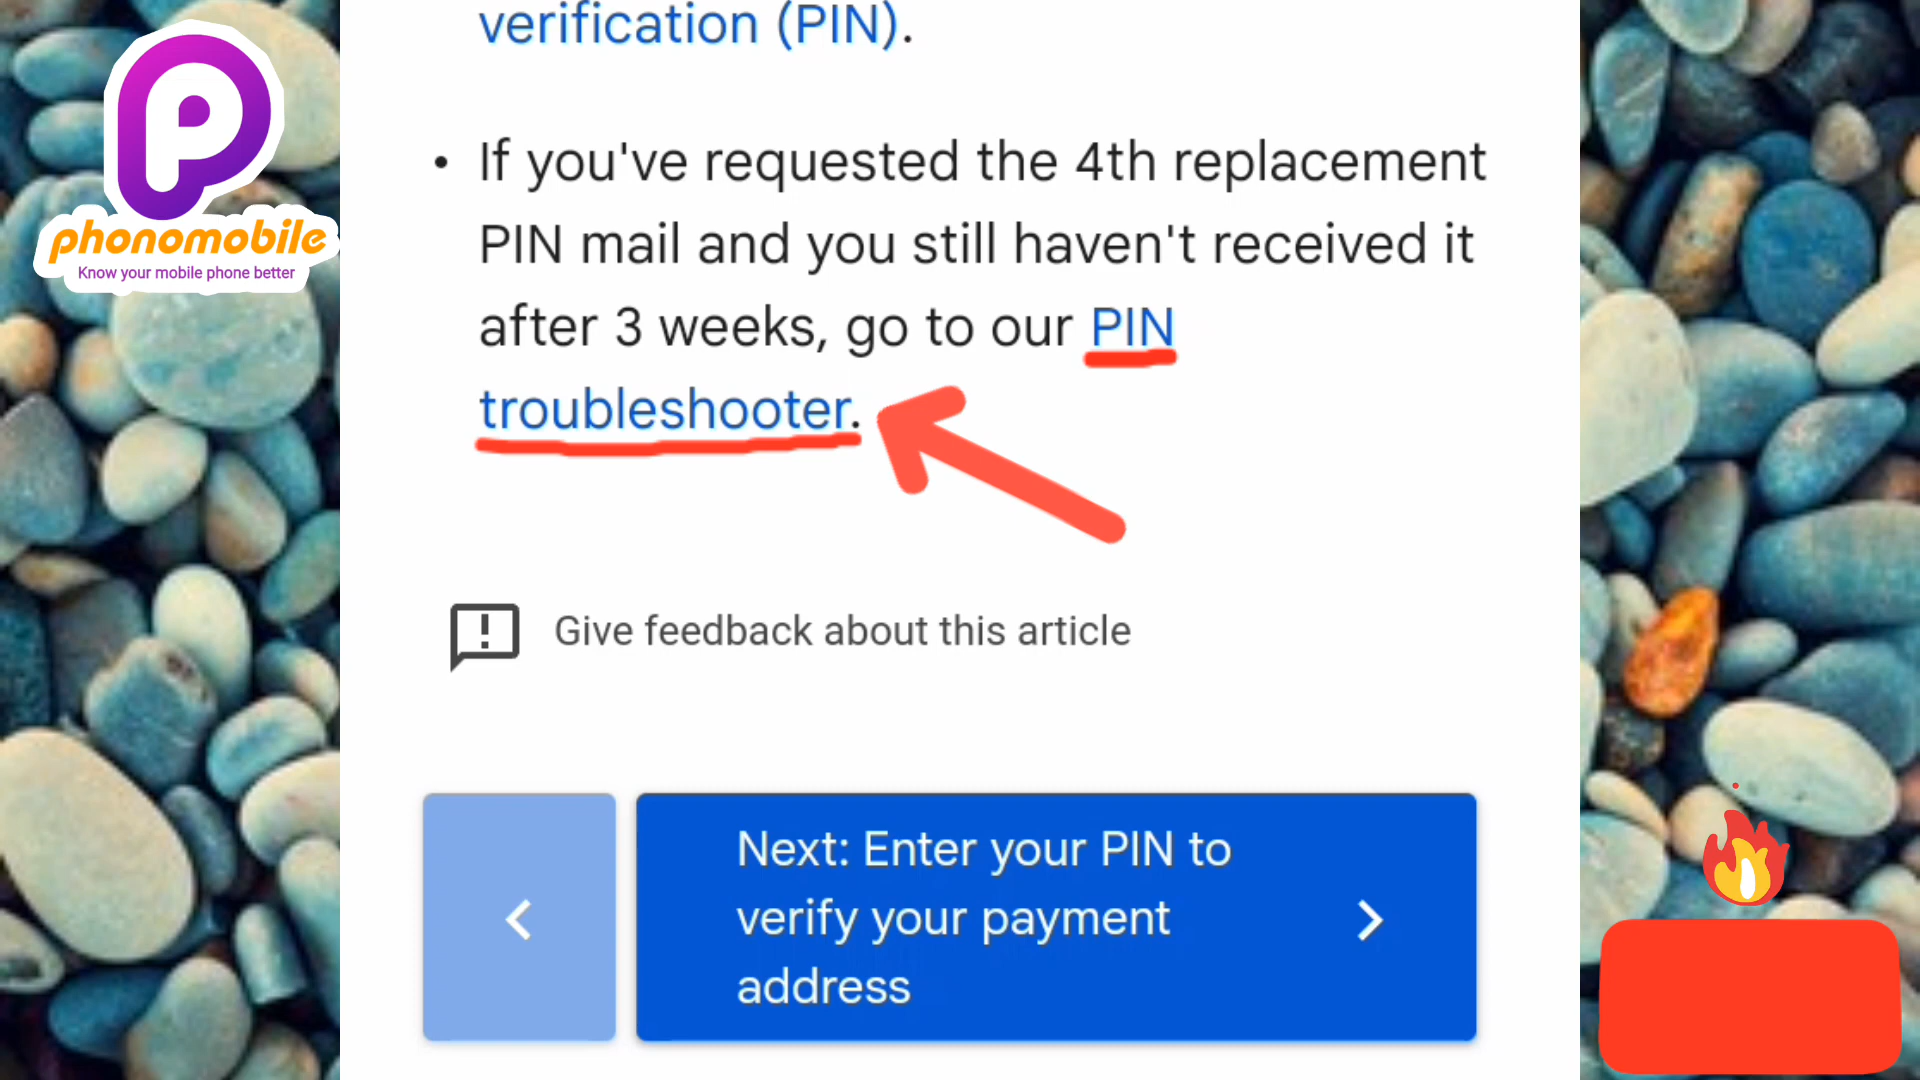 verification (PIN).
• If you've requested the 4th replacement
PIN mail and you still haven't received it
after 3 weeks, go to our PIN
troubleshooter.
Give feedback about this article
Next: Enter your PIN to
verify your payment
address
phonomobile
Know your mobile phone better